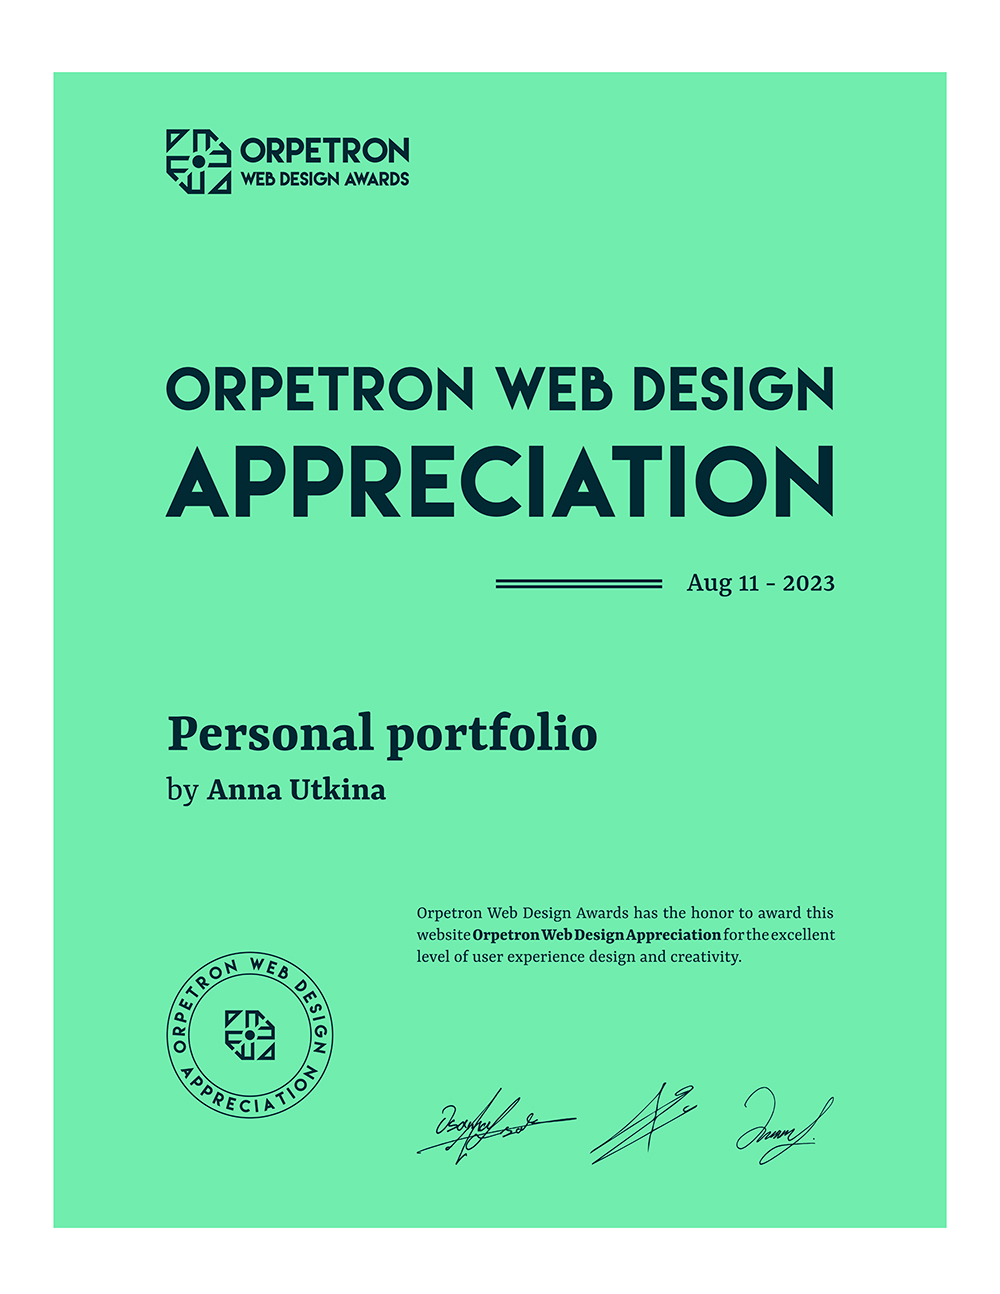 ORPETRON
WEB DESIGN AWARDS
ORPETRON WEB DESIGN
APPRECIATION
Aug 11 - 2023
Personal portfolio
by Anna Utkina
Orpetron Web Design Awards has the honor to award this
website Orpetron Web Design Appreciation for the excellent
level of user experience design and creativity.
ORPETRON WEB DESIGN
APPRECIATION